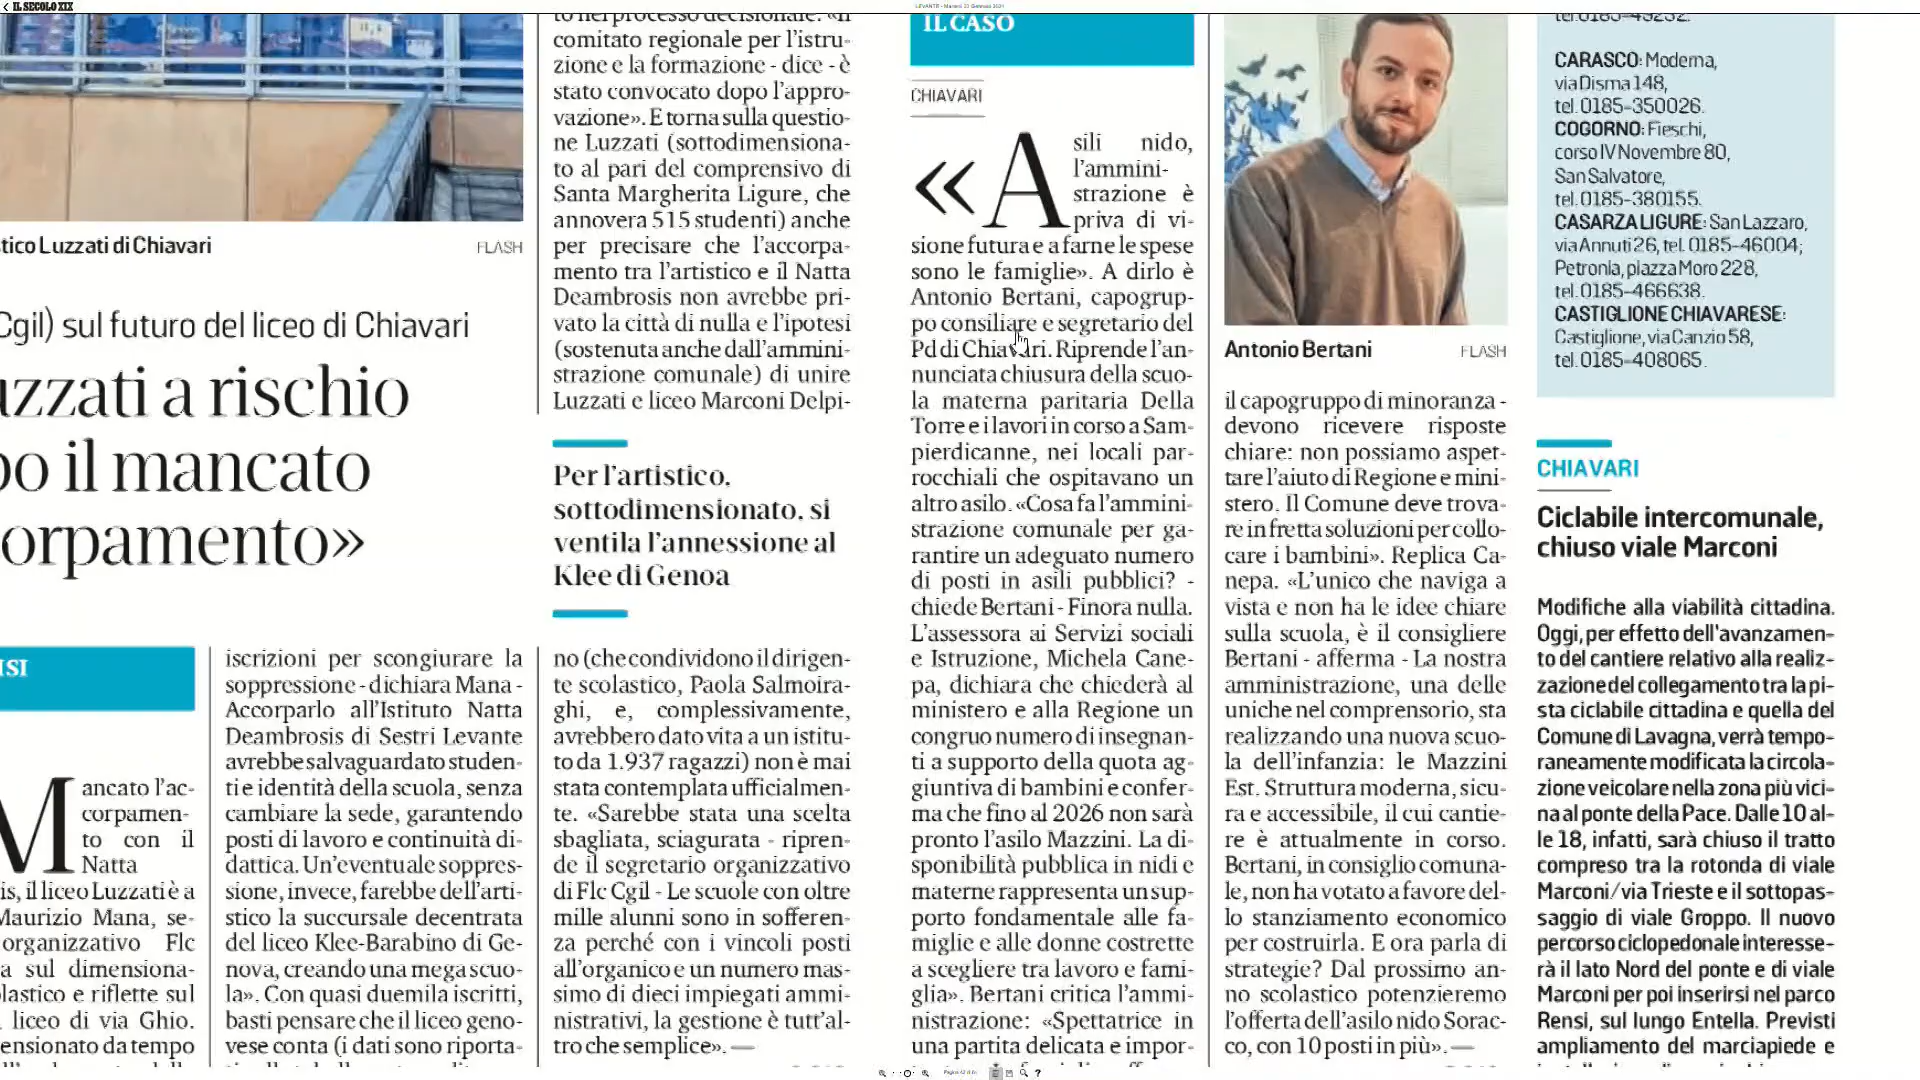 IL SECOLO XIX
comitato regionale per l'istru-
zione e la formazione - dice - è
stato convocato dopo l'appro-
vazione». E torna sulla questio-
ne Luzzati (sottodimensiona-
to al pari del comprensivo di
Santa Margherita Ligure, che
annovera 515 studenti) anche
per precisare che l'accorpa-
mento tra l'artistico e il Natta
Deambrosis non avrebbe pri-
vato la città di nulla e l'ipotesi
(sostenuta anche dall'ammini-
strazione comunale) di unire
Luzzati e liceo Marconi Delpi-
tico Luzzati di Chiavari
FLASH
Cgil) sul futuro del liceo di Chiavari
uzzati a rischio
po il mancato
orpamento»
Per l'artistico,
sottodimensionato, si
ventila l'annessione al
Klee di Genoa
ISI
Mancato l'ac-
corpamen-
to con il
Natta
is, il liceo Luzzati è a
Maurizio Mana, se-
organizzativo Flc
a sul dimensiona-
lastico e riflette sul
liceo di via Ghio.
ensionato da tempo
iscrizioni per scongiurare la
soppressione - dichiara Mana -
Accorparlo all'Istituto Natta
Deambrosis di Sestri Levante
avrebbe salvaguardato studen-
ti e identità della scuola, senza
cambiare la sede, garantendo
posti di lavoro e continuità di-
dattica. Un'eventuale soppres-
sione, invece, farebbe dell'arti-
stico la succursale decentrata
del liceo Klee-Barabino di Ge-
nova, creando una mega scuo-
la». Con quasi duemila iscritti,
basti pensare che il liceo geno-
vese conta (i dati sono riporta-
no (che condividono il dirigen-
te scolastico, Paola Salmoira-
ghi, e, complessivamente,
avrebbero dato vita a un istitu-
to da 1.937 ragazzi) non è mai
stata contemplata ufficialmen-
te. «Sarebbe stata una scelta
sbagliata, sciagurata - ripren-
de il segretario organizzativo
di Flc Cgil - Le scuole con oltre
mille alunni sono in sofferen-
za perché con i vincoli posti
all'organico e un numero mas-
simo di dieci impiegati ammi-
nistrativi, la gestione è tutt'al-
tro che semplice».
IL CASO
CHIAVARI
«Asili nido,
l'ammini-
strazione è
priva di vi-
sione futura e a farne le spese
sono le famiglie». A dirlo è
Antonio Bertani, capogrup-
po consiliare e segretario del
Pd di Chiavari. Riprende l'an-
nunciata chiusura della scuo-
la materna paritaria Della
Torre e i lavori in corso a Sam-
pierdicanne, nei locali par-
rocchiali che ospitavano un
altro asilo. «Cosa fa l'ammini-
strazione comunale per ga-
rantire un adeguato numero
di posti in asili pubblici? -
chiede Bertani - Finora nulla.
L'assessora ai Servizi sociali
e Istruzione, Michela Cane-
pa, dichiara che chiederà al
ministero e alla Regione un
congruo numero di insegnan-
ti a supporto della quota ag-
giuntiva di bambini e confer-
ma che fino al 2026 non sarà
pronto l'asilo Mazzini. La di-
sponibilità pubblica in nidi e
materne rappresenta un sup-
porto fondamentale alle fa-
miglie e alle donne costrette
a scegliere tra lavoro e fami-
glia». Bertani critica l'ammi-
nistrazione: «Spettatrice in
una partita delicata e impor-
Antonio Bertani
FLASH
il capogruppo di minoranza -
devono ricevere risposte
chiare: non possiamo aspet-
tare l'aiuto di Regione e mini-
stero. Il Comune deve trova-
re in fretta soluzioni per collo-
care i bambini». Replica Ca-
nepa. «L'unico che naviga a
vista e non ha le idee chiare
sulla scuola, è il consigliere
Bertani - afferma - La nostra
amministrazione, una delle
uniche nel comprensorio, sta
realizzando una nuova scuo-
la dell'infanzia: le Mazzini
Est. Struttura moderna, sicu-
ra e accessibile, il cui cantie-
re è attualmente in corso.
Bertani, in consiglio comuna-
le, non ha votato a favore del-
lo stanziamento economico
per costruirla. E ora parla di
strategie? Dal prossimo an-
no scolastico potenzieremo
l'offerta dell'asilo nido Sorac-
co, con 10 posti in più».
tel. 0185-49232.
CARASCO: Moderna,
via Disma 148,
tel. 0185-350026.
COGORNO: Fieschi,
corso IV Novembre 80,
San Salvatore,
tel. 0185-380155.
CASARZA LIGURE: San Lazzaro,
via Annuti 26, tel. 0185-46004;
Petronla, piazza Moro 228,
tel. 0185-466638.
CASTIGLIONE CHIAVARESE:
Castiglione, via Canzio 58,
tel. 0185-408065.
CHIAVARI
Ciclabile intercomunale,
chiuso viale Marconi
Modifiche alla viabilità cittadina.
Oggi, per effetto dell'avanzamen-
to del cantiere relativo alla realiz-
zazione del collegamento tra la pi-
sta ciclabile cittadina e quella del
Comune di Lavagna, verrà tempo-
raneamente modificata la circola-
zione veicolare nella zona più vici-
na al ponte della Pace. Dalle 10 al-
le 18, infatti, sarà chiuso il tratto
compreso tra la rotonda di viale
Marconi/via Trieste e il sottopas-
saggio di viale Groppo. Il nuovo
percorso ciclopedonale interesse-
rà il lato Nord del ponte e di viale
Marconi per poi inserirsi nel parco
Rensi, sul lungo Entella. Previsti
ampliamento del marciapiede e